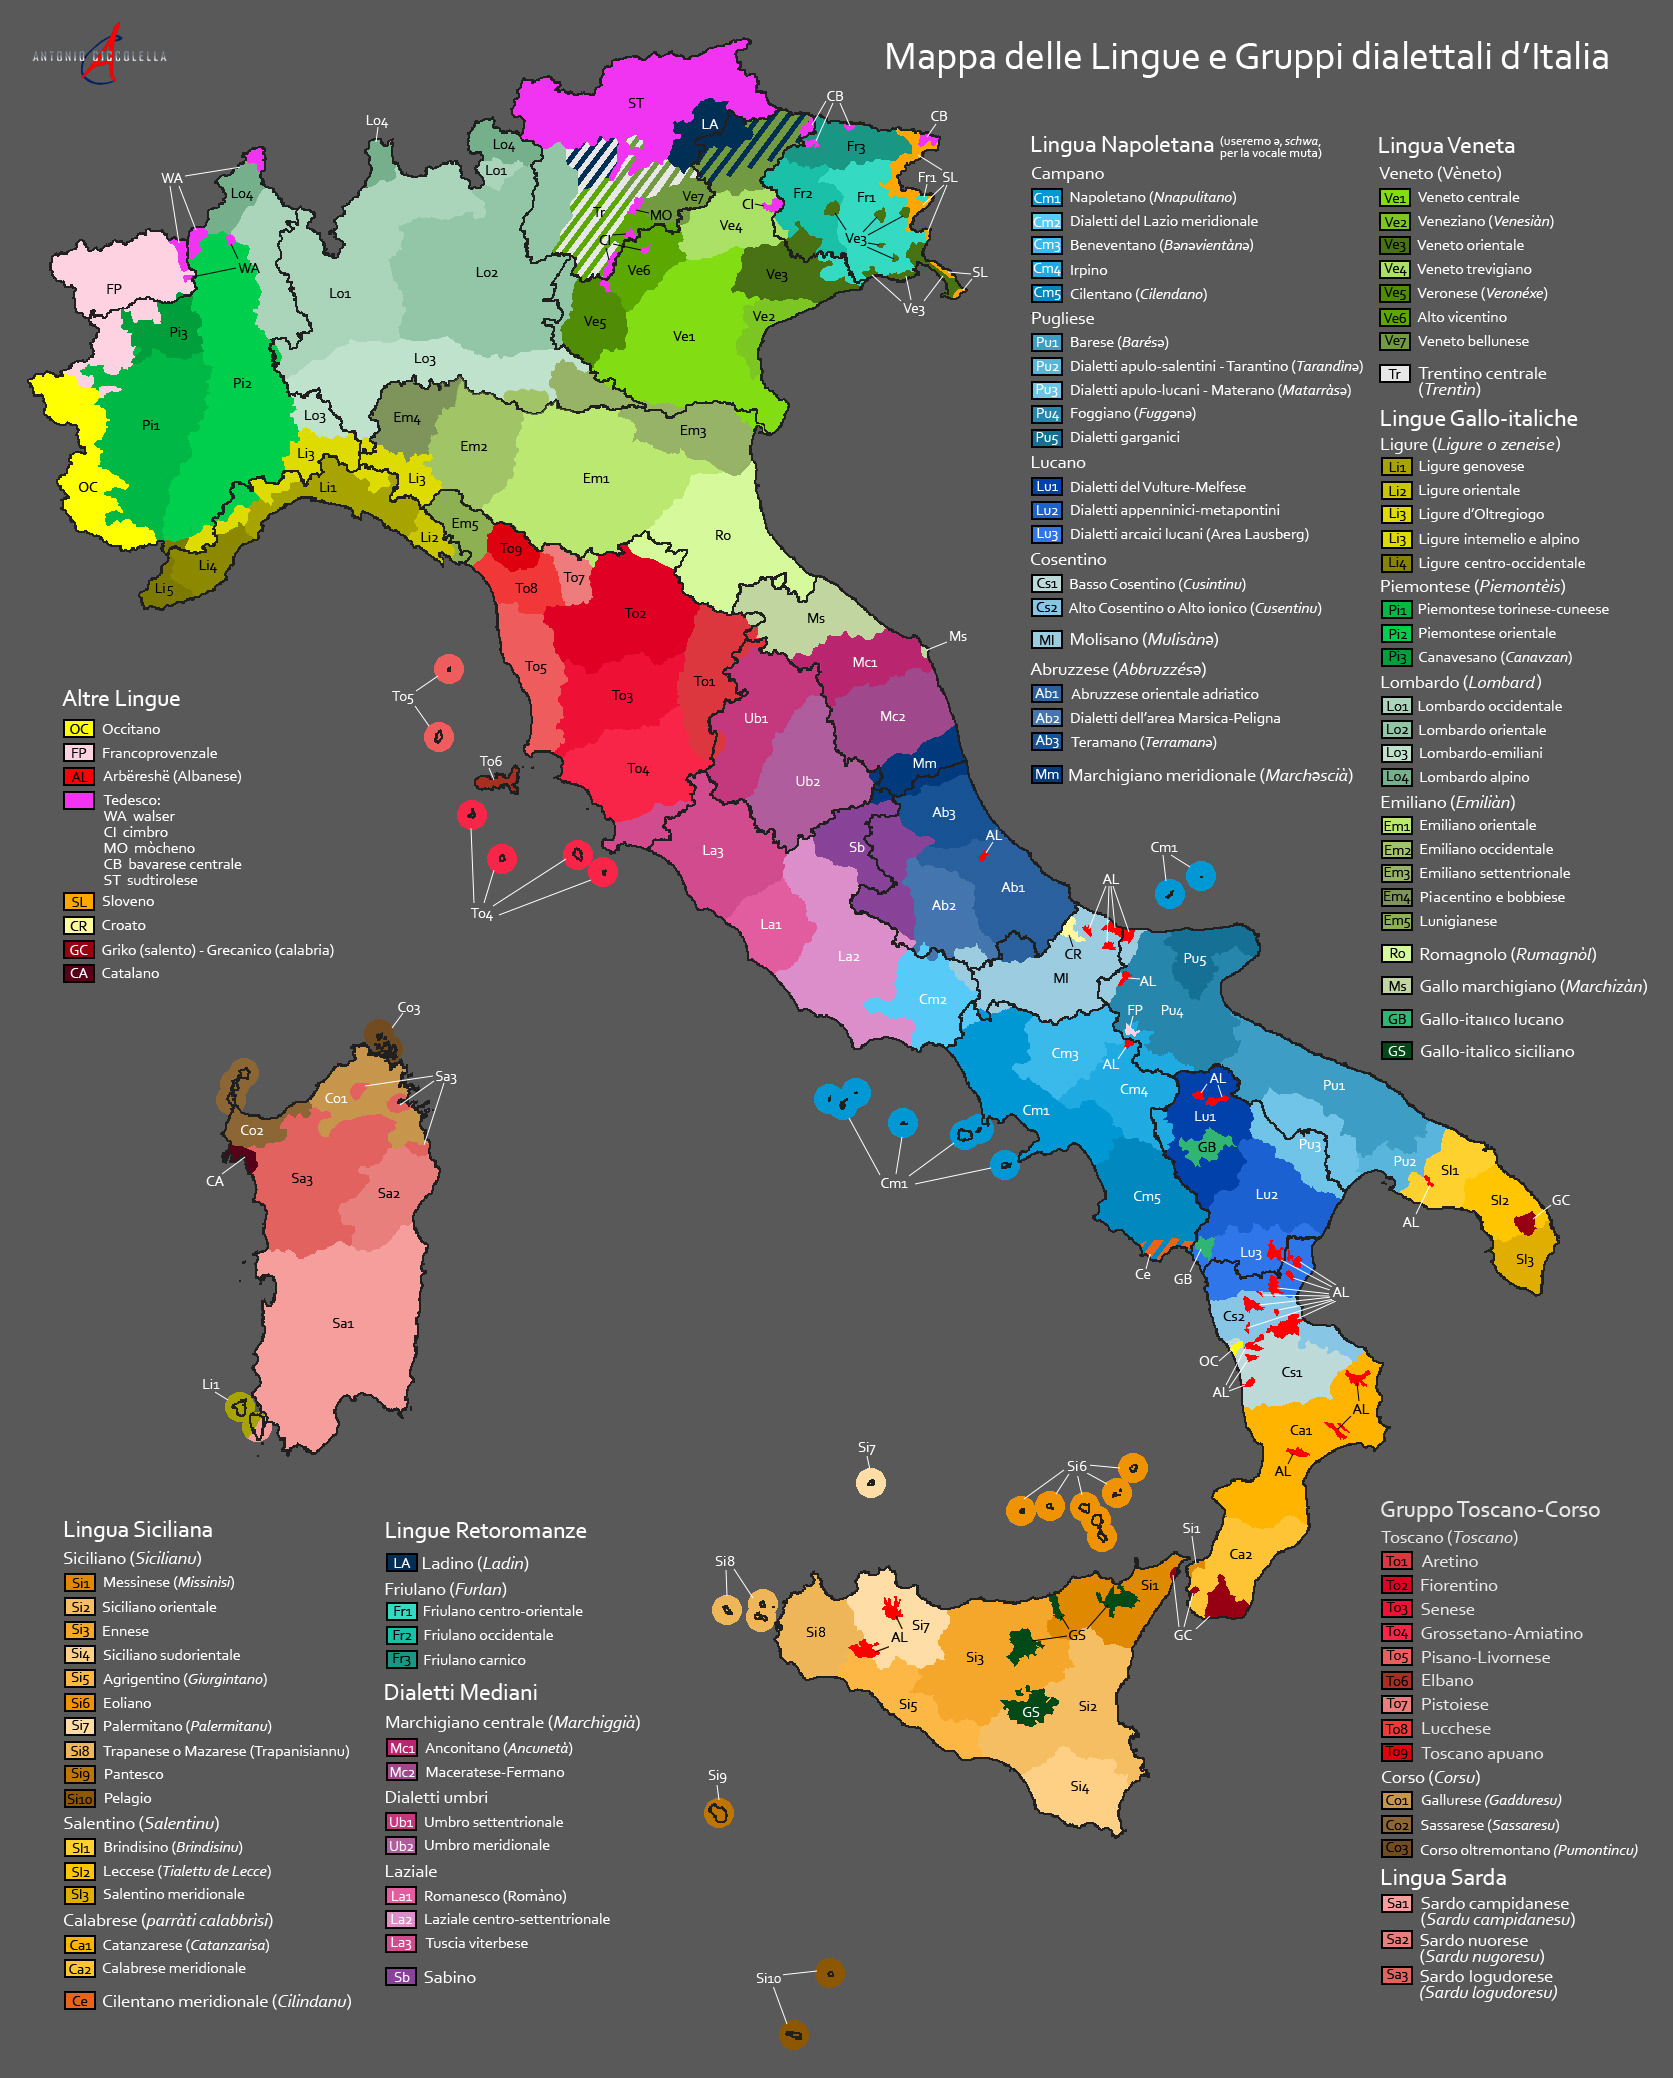 ANTONIO CICCOLELLA
Mappa delle Lingue e Gruppi dialettali d’Italia
Lingua Napoletana (useremo ə, schwa,
per la vocale muta)
Campano
Cm1 Napoletano (Nnapulitano)
Cm2 Dialetti del Lazio meridionale
Cm3 Beneventano (Bənəvientànə)
Cm4 Irpino
Cm5 Cilentano (Cilendano)
Pugliese
Pu1 Barese (Barésə)
Pu2 Dialetti apulo-salentini - Tarantino (Tarandìnə)
Pu3 Dialetti apulo-lucani - Materano (Matarràsə)
Pu4 Foggiano (Fuggənə)
Pu5 Dialetti garganici
Lucano
Lu1 Dialetti del Vulture-Melfese
Lu2 Dialetti appenninici-metapontini
Lu3 Dialetti arcaici lucani (Area Lausberg)
Cosentino
Cs1 Basso Cosentino (Cusintinu)
Cs2 Alto Cosentino o Alto ionico (Cusentinu)
Ml Molisano (Mulisànə)
Abruzzese (Abbruzzésə)
Ab1 Abruzzese orientale adriatico
Ab2 Dialetti dell’area Marsica-Peligna
Ab3 Teramano (Terramanə)
Mm Marchigiano meridionale (Marchəscià)
Lingua Veneta
Veneto (Vèneto)
Ve1 Veneto centrale
Ve2 Veneziano (Venesiàn)
Ve3 Veneto orientale
Ve4 Veneto trevigiano
Ve5 Veronese (Veronéxe)
Ve6 Alto vicentino
Ve7 Veneto bellunese
Tr Trentino centrale
(Trentìn)
Lingue Gallo-italiche
Ligure (Ligure o zeneise)
Li1 Ligure genovese
Li2 Ligure orientale
Li3 Ligure d’Oltregiogo
Li3 Ligure intemelio e alpino
Li4 Ligure centro-occidentale
Piemontese (Piemontèis)
Pi1 Piemontese torinese-cuneese
Pi2 Piemontese orientale
Pi3 Canavesano (Canavzan)
Lombardo (Lombard)
Lo1 Lombardo occidentale
Lo2 Lombardo orientale
Lo3 Lombardo-emiliani
Lo4 Lombardo alpino
Emiliano (Emiliàn)
Em1 Emiliano orientale
Em2 Emiliano occidentale
Em3 Emiliano settentrionale
Em4 Piacentino e bobbiese
Em5 Lunigianese
Ro Romagnolo (Rumagnòl)
Ms Gallo marchigiano (Marchizàn)
GB Gallo-italico lucano
GS Gallo-italico siciliano
Altre Lingue
OC Occitano
FP Francoprovenzale
AL Arbëreshë (Albanese)
Tedesco:
WA walser
CI cimbro
MO mòcheno
CB bavarese centrale
ST sudtirolese
SL Sloveno
CR Croato
GC Griko (salento) - Grecanico (calabria)
CA Catalano
Lingua Siciliana
Siciliano (Sicilianu)
Si1 Messinese (Missinìsi)
Si2 Siciliano orientale
Si3 Ennese
Si4 Siciliano sudorientale
Si5 Agrigentino (Giurgintano)
Si6 Eoliano
Si7 Palermitano (Palermitanu)
Si8 Trapanese o Mazarese (Trapanisiannu)
Si9 Pantesco
Si10 Pelagio
Salentino (Salentinu)
Sl1 Brindisino (Brindisinu)
Sl2 Leccese (Tialettu de Lecce)
Sl3 Salentino meridionale
Calabrese (parràti calabbrìsi)
Ca1 Catanzarese (Catanzarisa)
Ca2 Calabrese meridionale
Ce Cilentano meridionale (Cilindanu)
Lingue Retoromanze
LA Ladino (Ladin)
Friulano (Furlan)
Fr1 Friulano centro-orientale
Fr2 Friulano occidentale
Fr3 Friulano carnico
Dialetti Mediani
Marchigiano centrale (Marchiggià)
Mc1 Anconitano (Ancunetà)
Mc2 Maceratese-Fermano
Dialetti umbri
Ub1 Umbro settentrionale
Ub2 Umbro meridionale
Laziale
La1 Romanesco (Romàno)
La2 Laziale centro-settentrionale
La3 Tuscia viterbese
Sb Sabino
Gruppo Toscano-Corso
Toscano (Toscano)
To1 Aretino
To2 Fiorentino
To3 Senese
To4 Grossetano-Amiatino
To5 Pisano-Livornese
To6 Elbano
To7 Pistoiese
To8 Lucchese
To9 Toscano apuano
Corso (Corsu)
Co1 Gallurese (Gadduresu)
Co2 Sassarese (Sassaresu)
Co3 Corso oltremontano (Pumontincu)
Lingua Sarda
Sa1 Sardo campidanese
(Sardu campidanesu)
Sa2 Sardo nuorese
(Sardu nugoresu)
Sa3 Sardo logudorese
(Sardu logudoresu)
ST
LA
CB
CB
Fr3
Fr1 SL
Fr2
Fr1
Ve3
SL
Ve3
Lo4
Lo4
Lo1
WA
Lo4
WA
FP
Lo1
Lo2
Lo3
Lo3
Tr
MO
Ve7
CI
CI
Ve4
Ve6
Ve3
Ve5
Ve1
Ve2
Pi3
Pi2
Pi1
OC
Em4
Em2
Em3
Em1
Em5
Ro
Li3
Li1
Li3
Li2
Li4
Li5
To9
To8
To7
To2
To5
To3
To1
To4
To5
To6
To4
Ms
Ms
Mc1
Mc2
Ub1
Ub2
Mm
Sb
La3
La1
La2
Ab3
AL
Ab1
Ab2
Cm1
AL
CR
Ml
AL
Pu5
FP
Pu4
AL
Cm2
Cm3
Cm4
Cm1
Cm1
Cm5
AL
Lu1
GB
Lu2
Pu1
Pu3
Pu2
AL
Sl1
Sl2
GC
Sl3
Ce
GB
Lu3
AL
Cs2
OC
Cs1
AL
AL
Ca1
AL
Ca2
Si1
GC
Co3
Sa3
Co1
Co2
CA
Sa3
Sa2
Sa1
Li1
Si7
Si6
Si8
Si1
Si8
Si7
AL
GS
Si3
Si5
GS
Si2
Si4
Si9
Si10